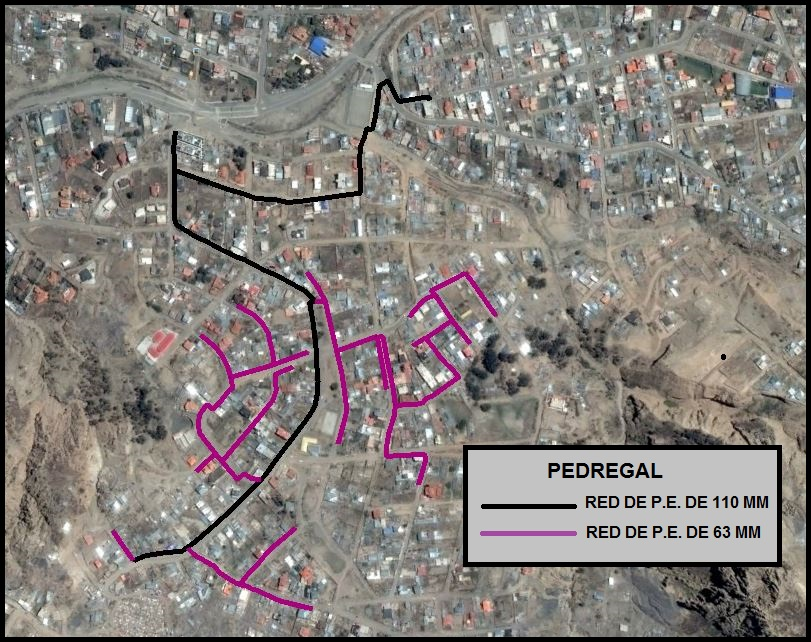 PEDREGAL
RED DE P.E. DE 110 MM
RED DE P.E. DE 63 MM